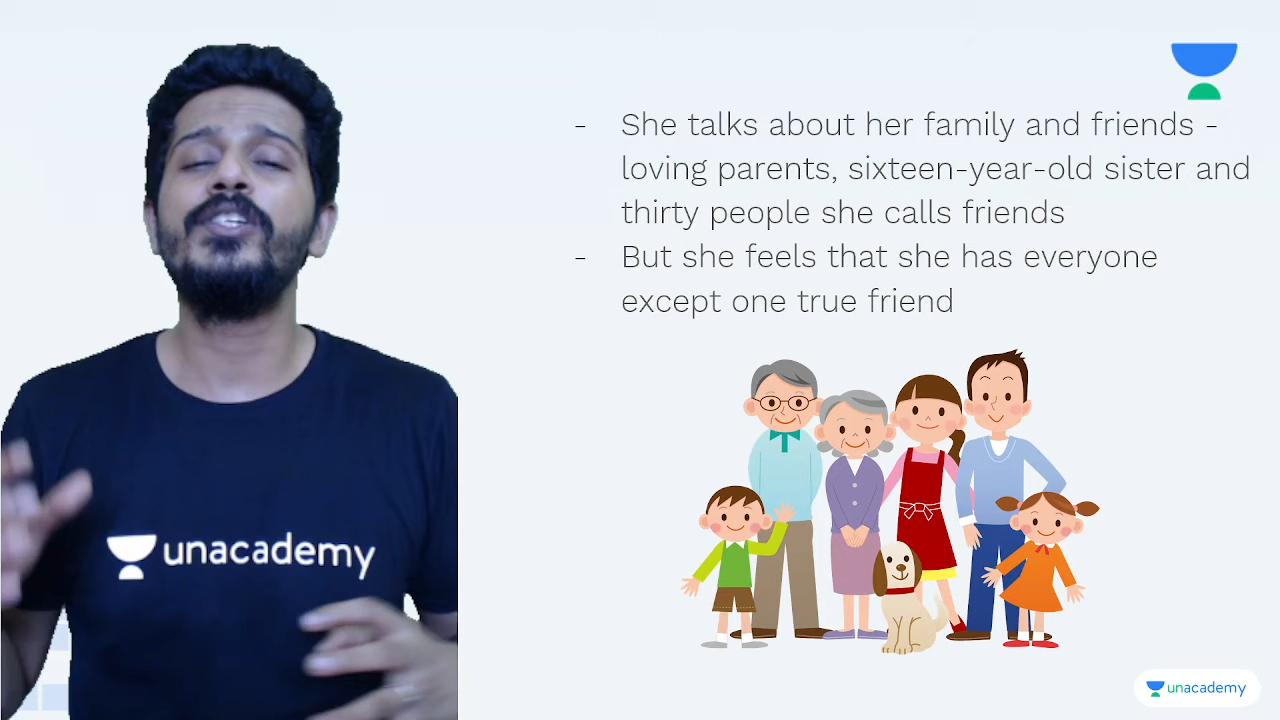 - She talks about her family and friends -
loving parents, sixteen-year-old sister and
thirty people she calls friends
- But she feels that she has everyone
except one true friend
unacademy
unacademy